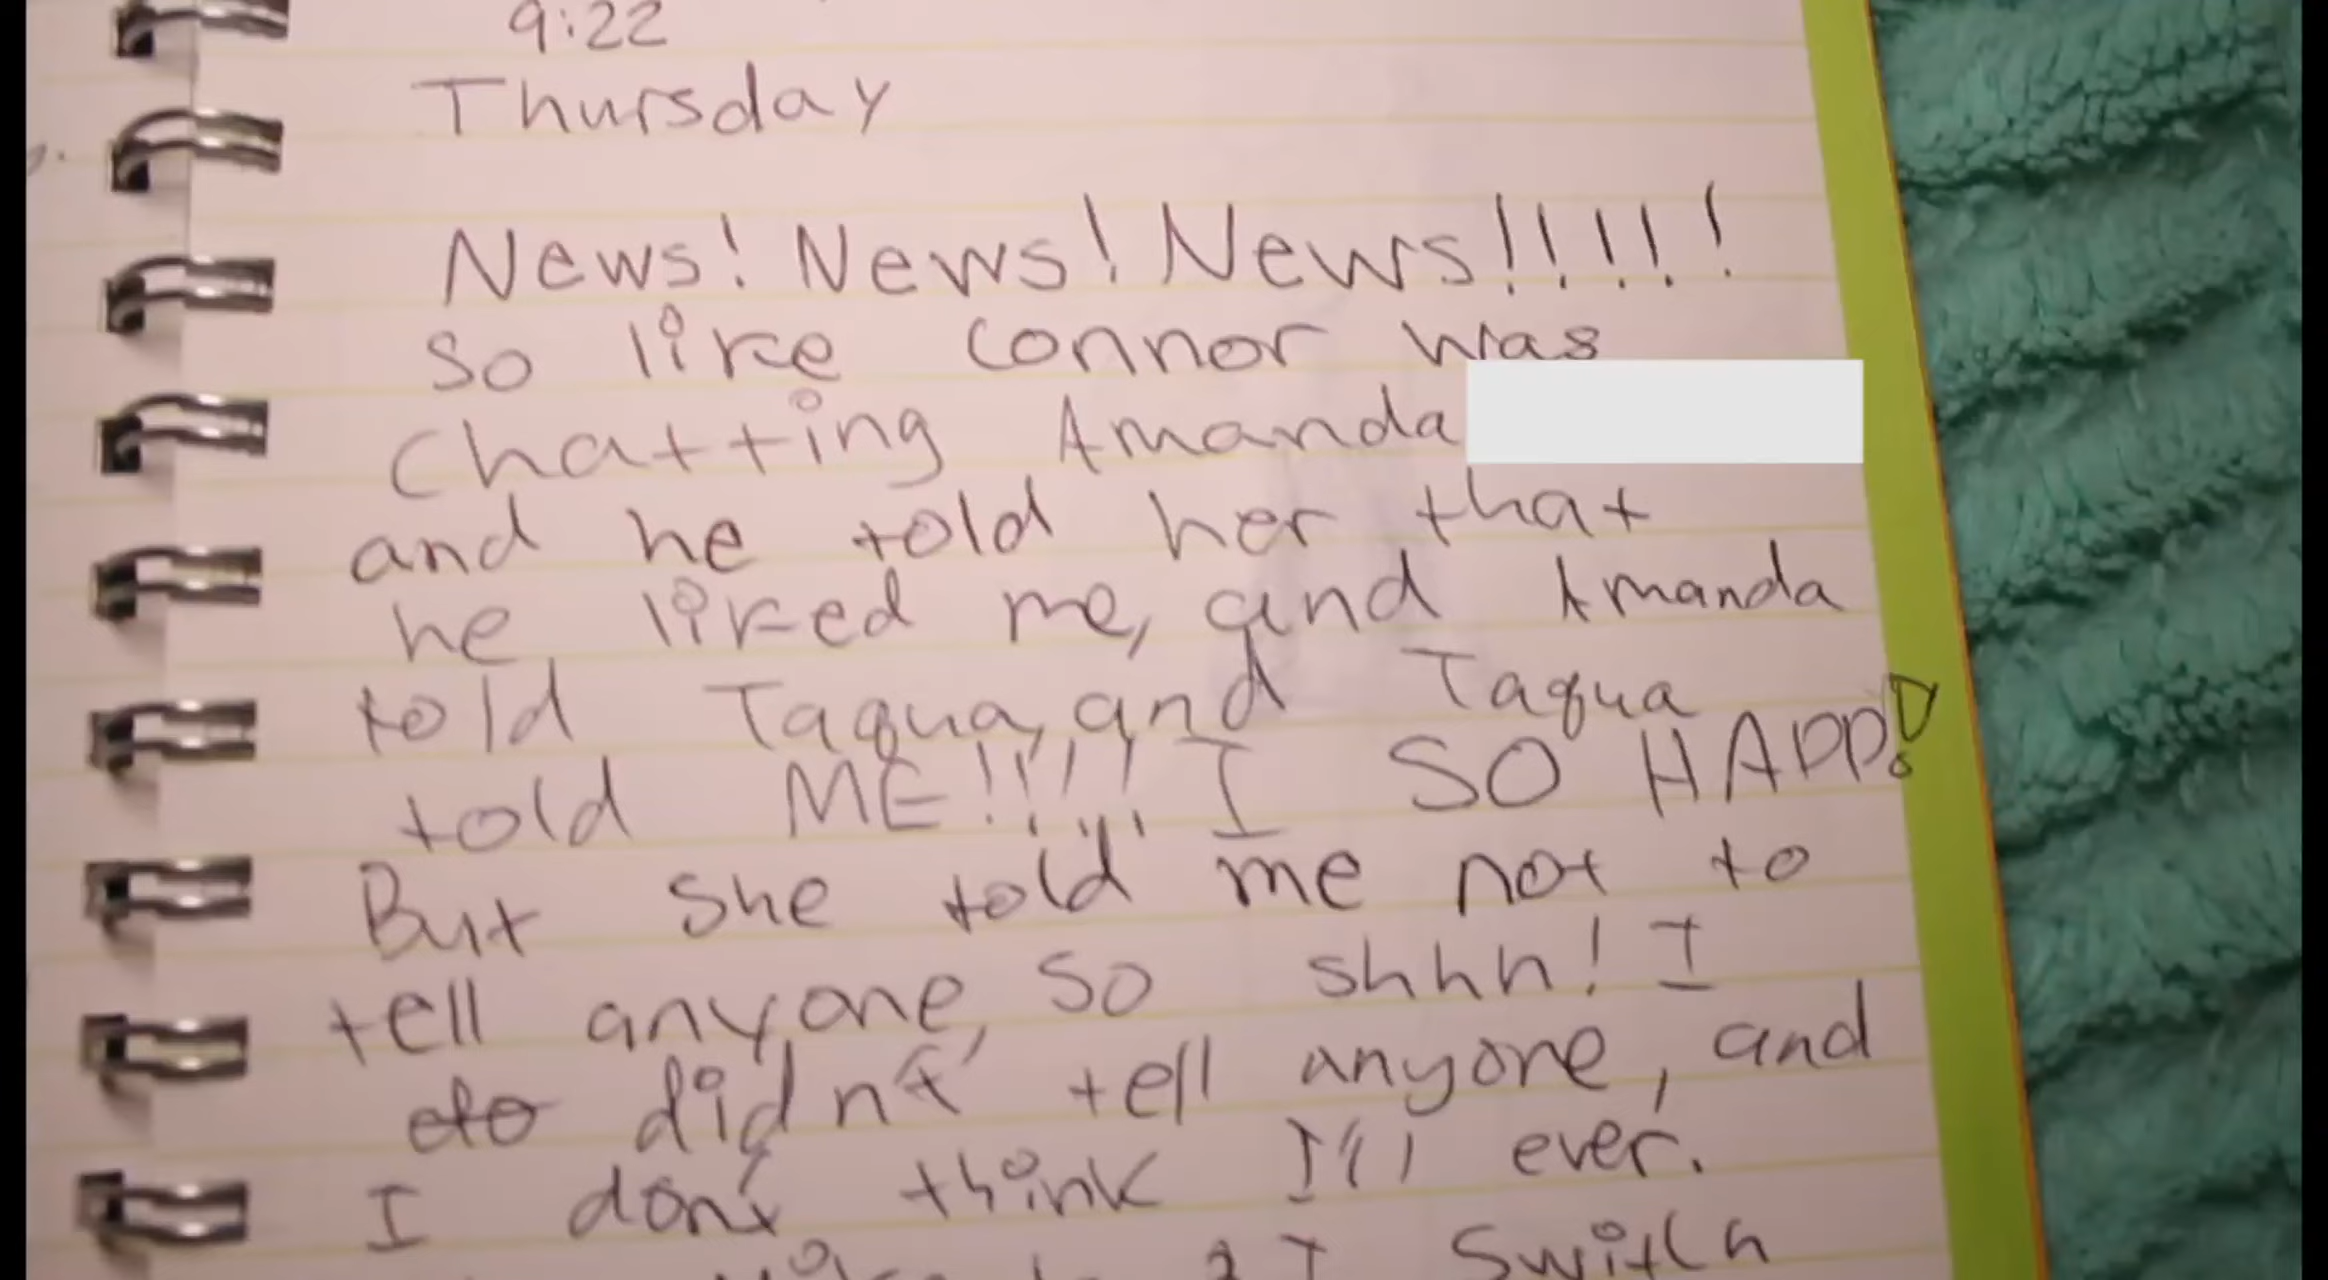 9:22
Thursday
News! News! News!!!!!
So like Connor was
Chatting Amanda
and he told her that
he liked me, and Amanda
told Taqua, and Taqua
told ME!!!! I SO HAPP!
But she told me not to
tell anyone, so shhh! I
didn't tell anyone, and
I don't think I'll ever.
I Switch